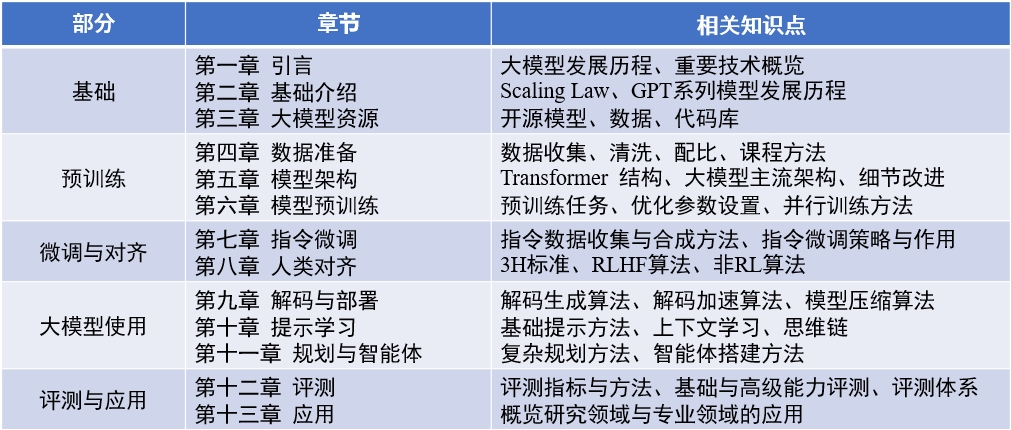 部分 章节 相关知识点
基础
第一章 引言 大模型发展历程、重要技术概览
第二章 基础介绍 Scaling Law、GPT系列模型发展历程
第三章 大模型资源 开源模型、数据、代码库
预训练
第四章 数据准备 数据收集、清洗、配比、课程方法
第五章 模型架构 Transformer 结构、大模型主流架构、细节改进
第六章 模型预训练 预训练任务、优化参数设置、并行训练方法
微调与对齐
第七章 指令微调 指令数据收集与合成方法、指令微调策略与作用
第八章 人类对齐 3H标准、RLHF算法、非RL算法
大模型使用
第九章 解码与部署 解码生成算法、解码加速算法、模型压缩算法
第十章 提示学习 基础提示方法、上下文学习、思维链
第十一章 规划与智能体 复杂规划方法、智能体搭建方法
评测与应用
第十二章 评测 评测指标与方法、基础与高级能力评测、评测体系
第十三章 应用 概览研究领域与专业领域的应用